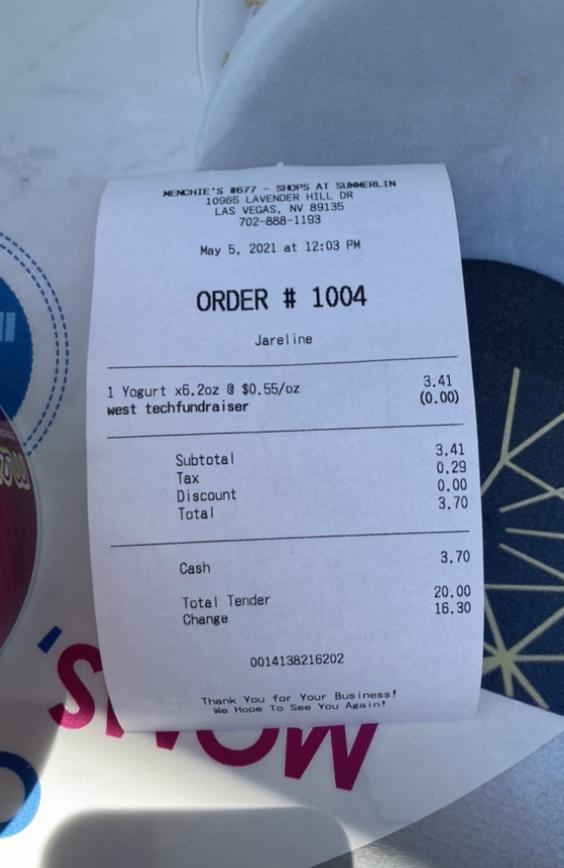 MENCHIE'S #677 - SHOPS AT SUMMERLIN
10965 LAVENDER HILL DR
LAS VEGAS, NV 89135
702-888-1193
May 5, 2021 at 12:03 PM
ORDER # 1004
Jareline
1 Yogurt x6.2oz @ $0.55/oz 3.41
west techfundraiser (0.00)
Subtotal 3.41
Tax 0.29
Discount 0.00
Total 3.70
Cash 3.70
Total Tender 20.00
Change 16.30
0014138216202
Thank You for Your Business!
We Hope To See You Again!